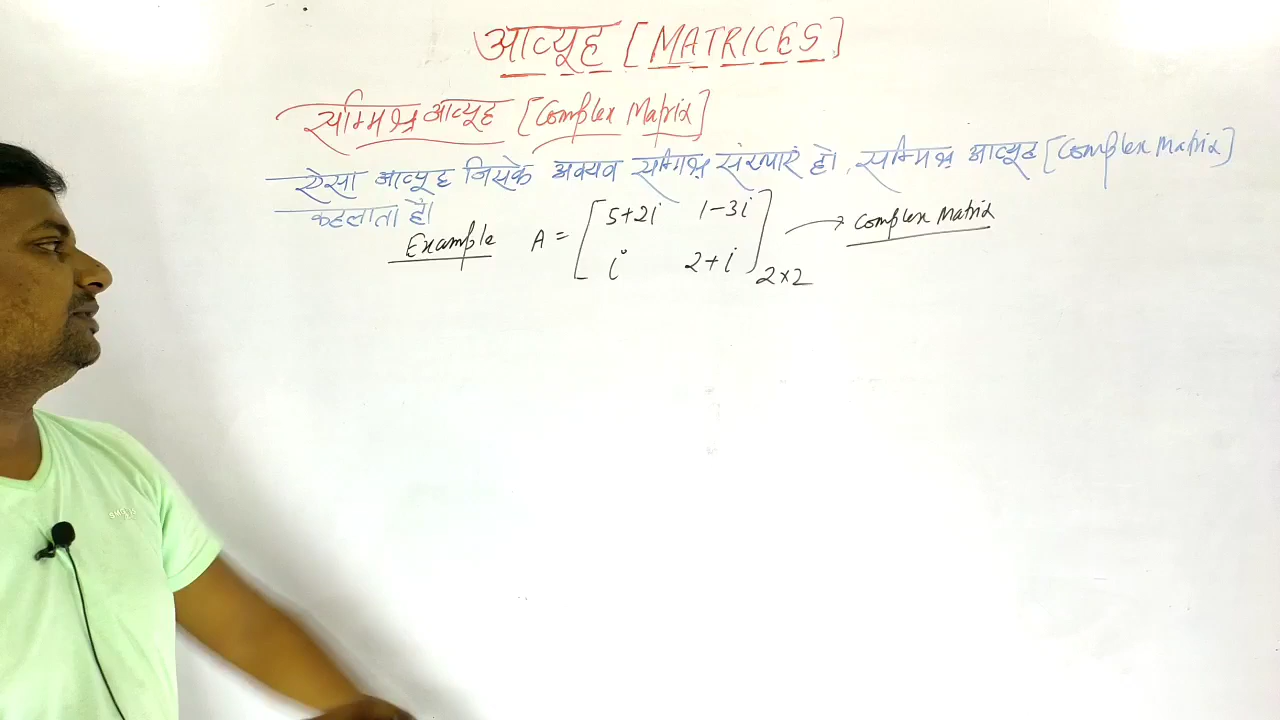 आव्यूह [MATRICES]
सम्मिश्र आव्यूह [Complex Matrix]
ऐसा आव्यूह जिसके अवयव सम्मिश्र संख्याएं हो, सम्मिश्र आव्यूह [Complex Matrix]
कहलाता है।
Example A = [5+2i 1-3i
i 2+i] 2×2 → Complex Matrix